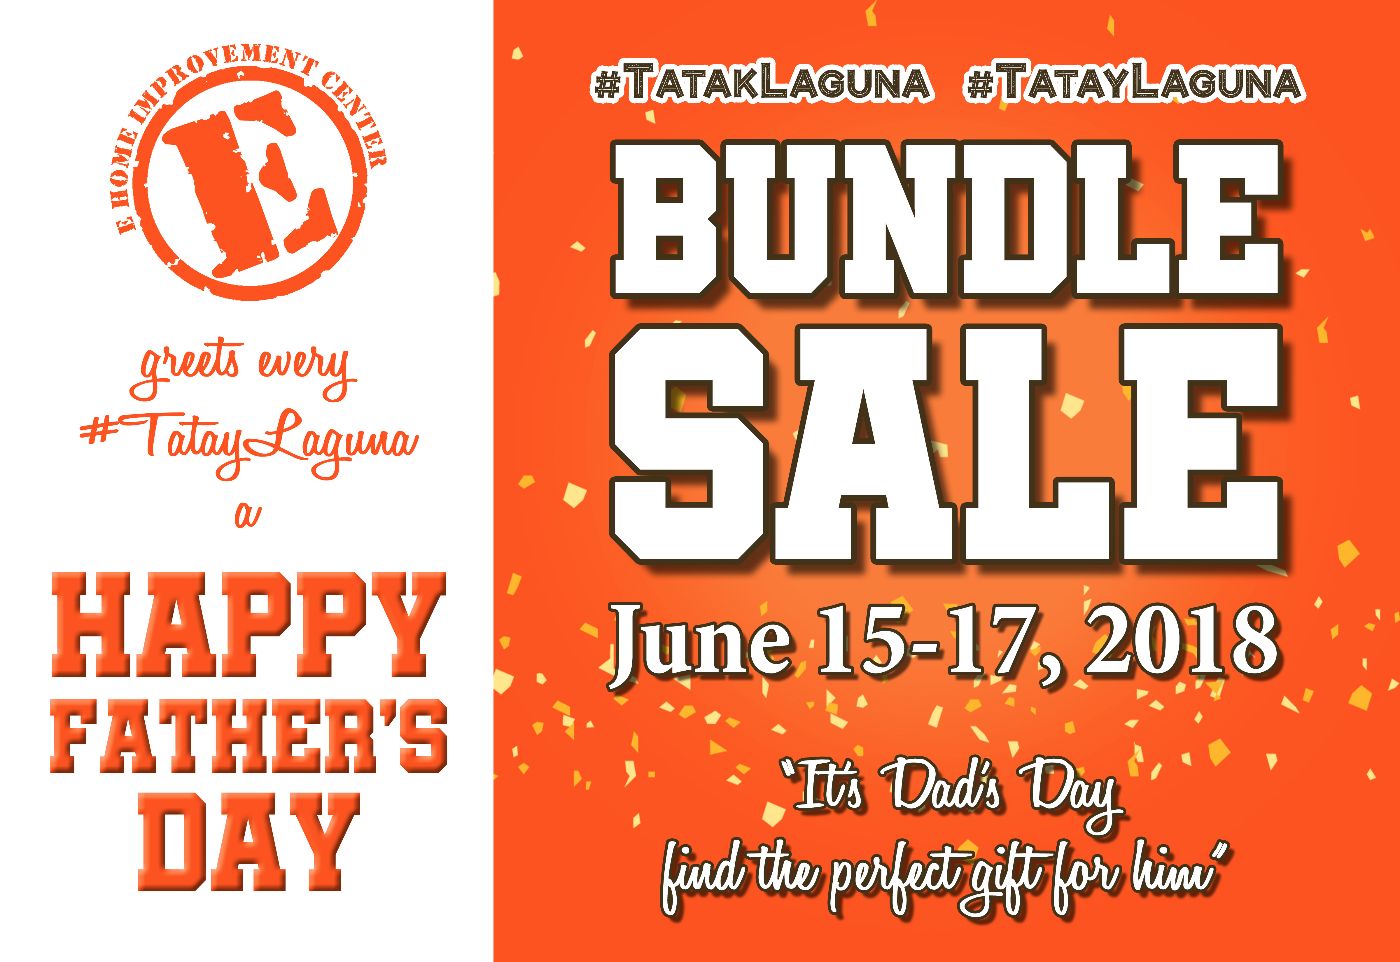 E HOME IMPROVEMENT CENTER
E
greets every
#TatayLaguna
a
HAPPY
FATHER'S
DAY
#TATAKLAGUNA #TATAYLAGUNA
BUNDLE
SALE
June 15-17, 2018
"It's Dad's Day
find the perfect gift for him"